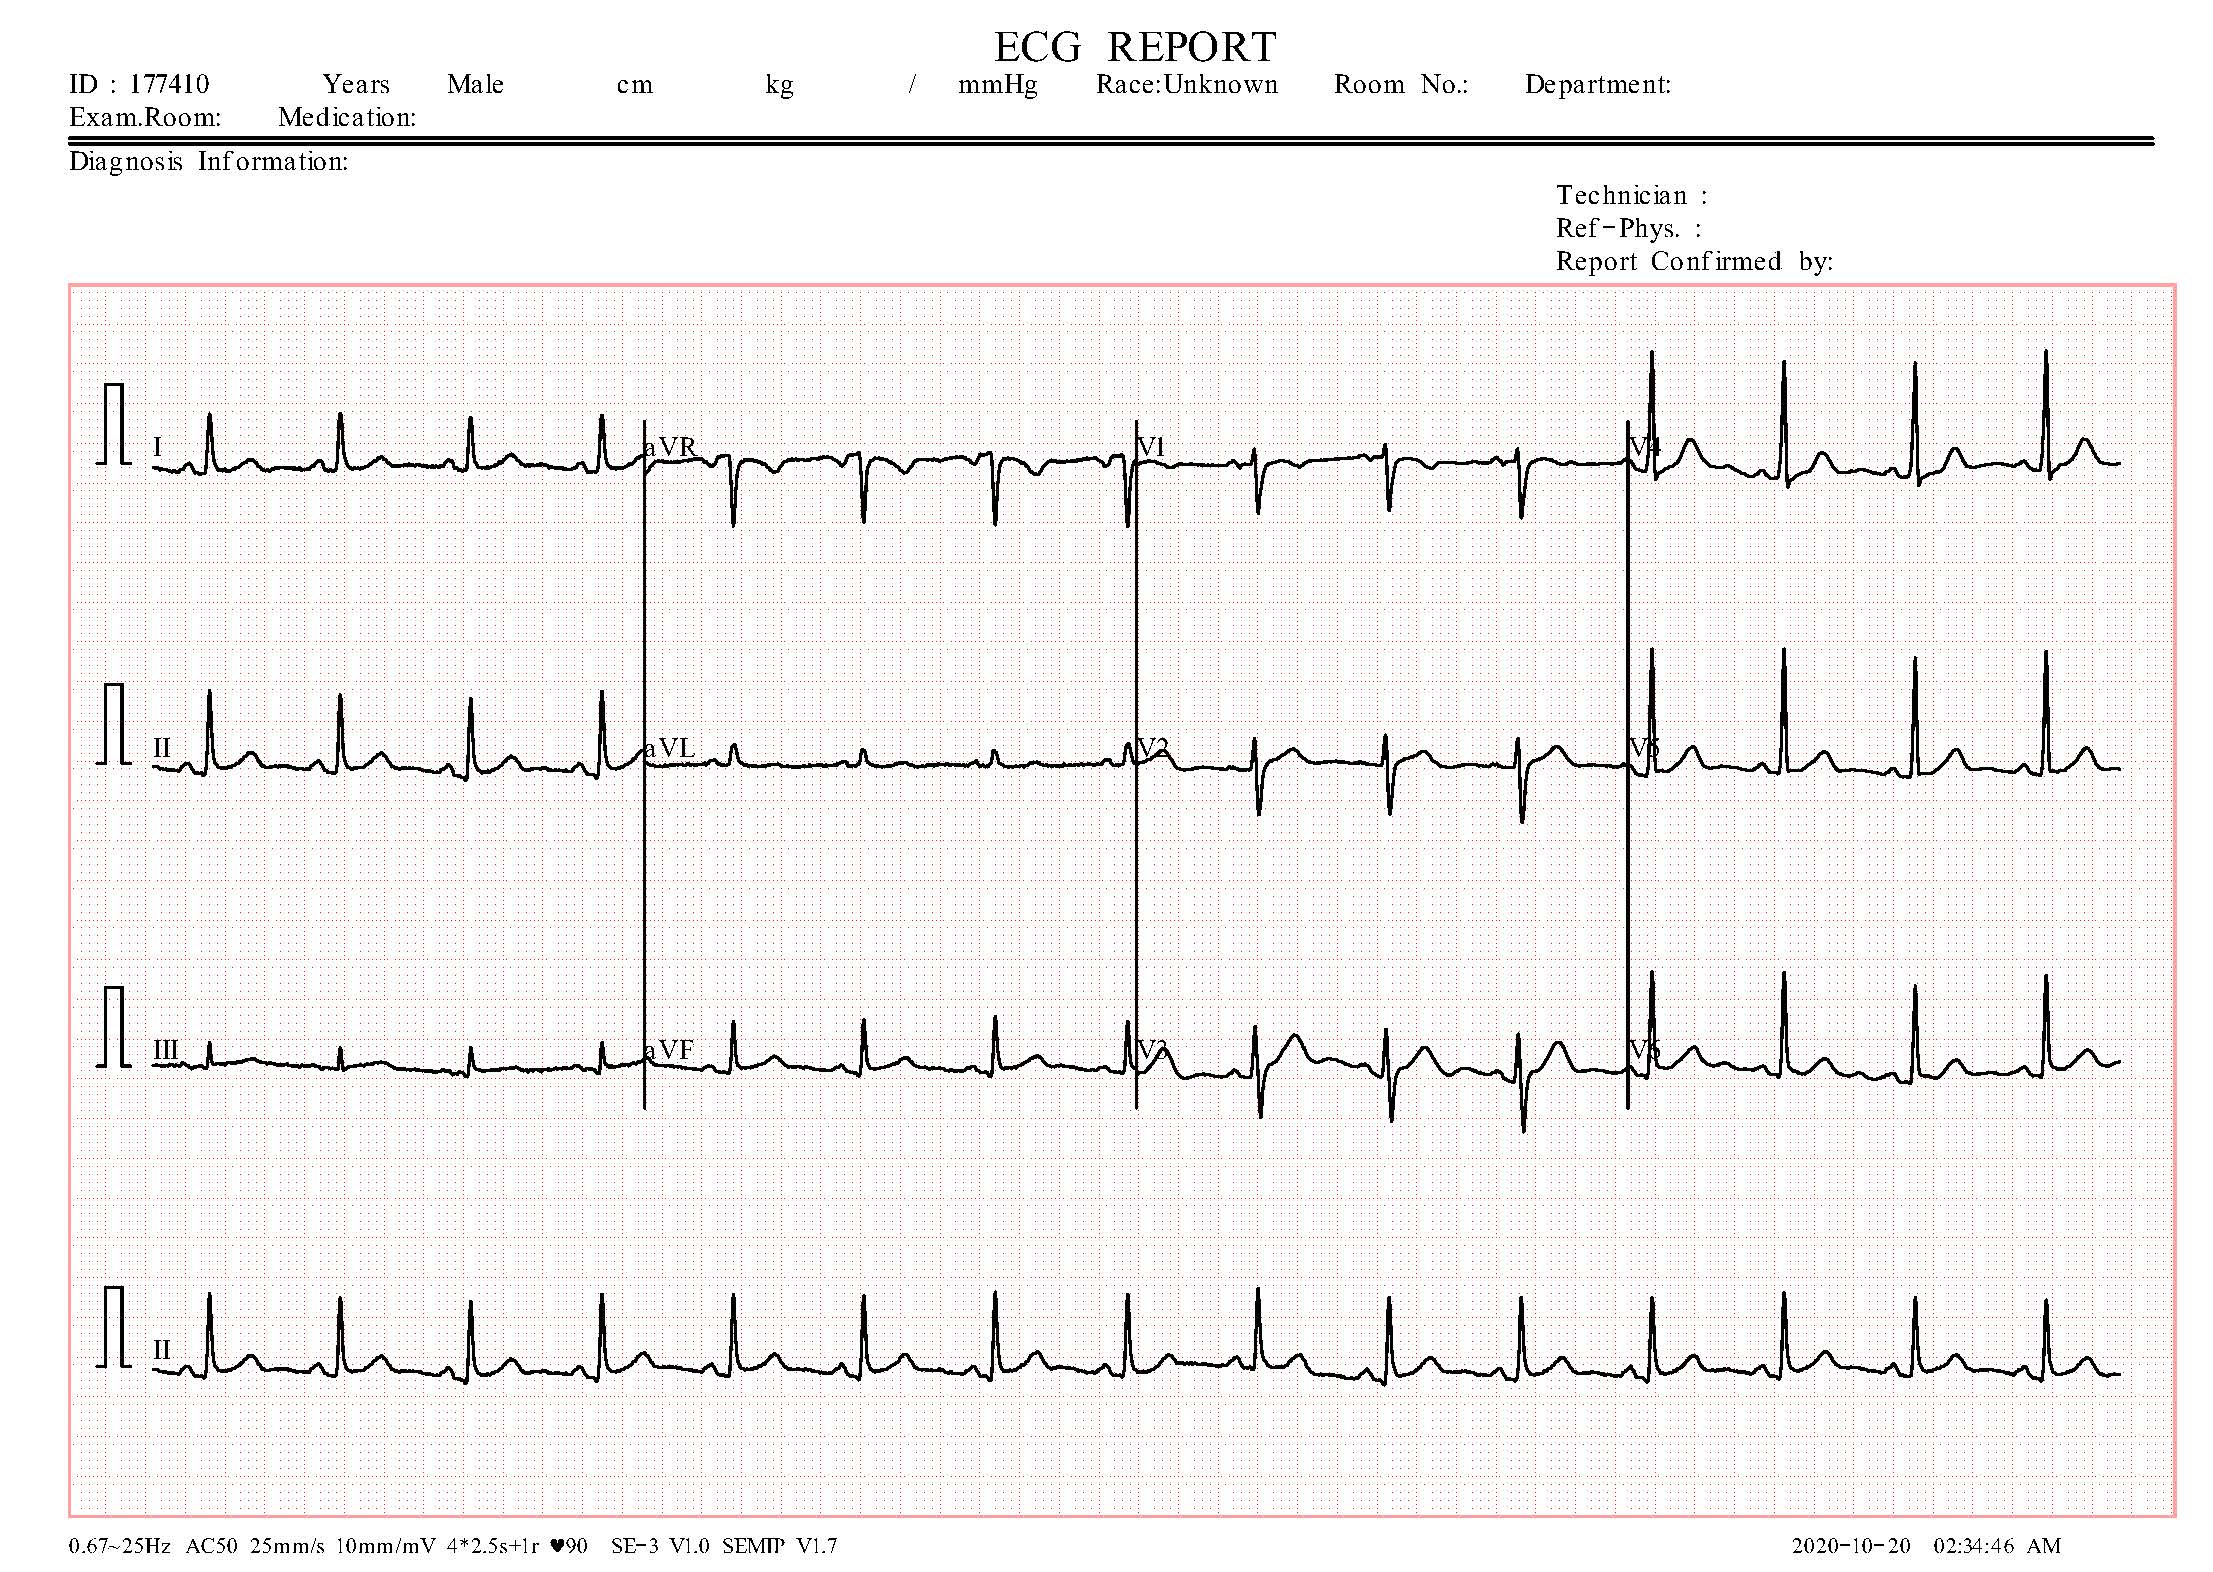 ECG REPORT
ID : 177410 Years Male cm kg / mmHg Race:Unknown Room No.: Department:
Exam.Room: Medication:
Diagnosis Information:
Technician :
Ref-Phys. :
Report Confirmed by:
I aVR V1 V4
II aVL V2 V5
III aVF V3 V6
II
0.67~25Hz AC50 25mm/s 10mm/mV 4*2.5s+1r ♥90 SE-3 V1.0 SEMIP V1.7 2020-10-20 02:34:46 AM